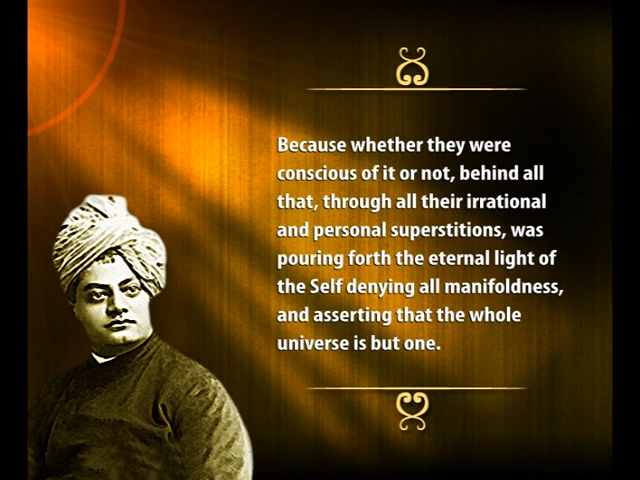 Because whether they were
conscious of it or not, behind all
that, through all their irrational
and personal superstitions, was
pouring forth the eternal light of
the Self denying all manifoldness,
and asserting that the whole
universe is but one.